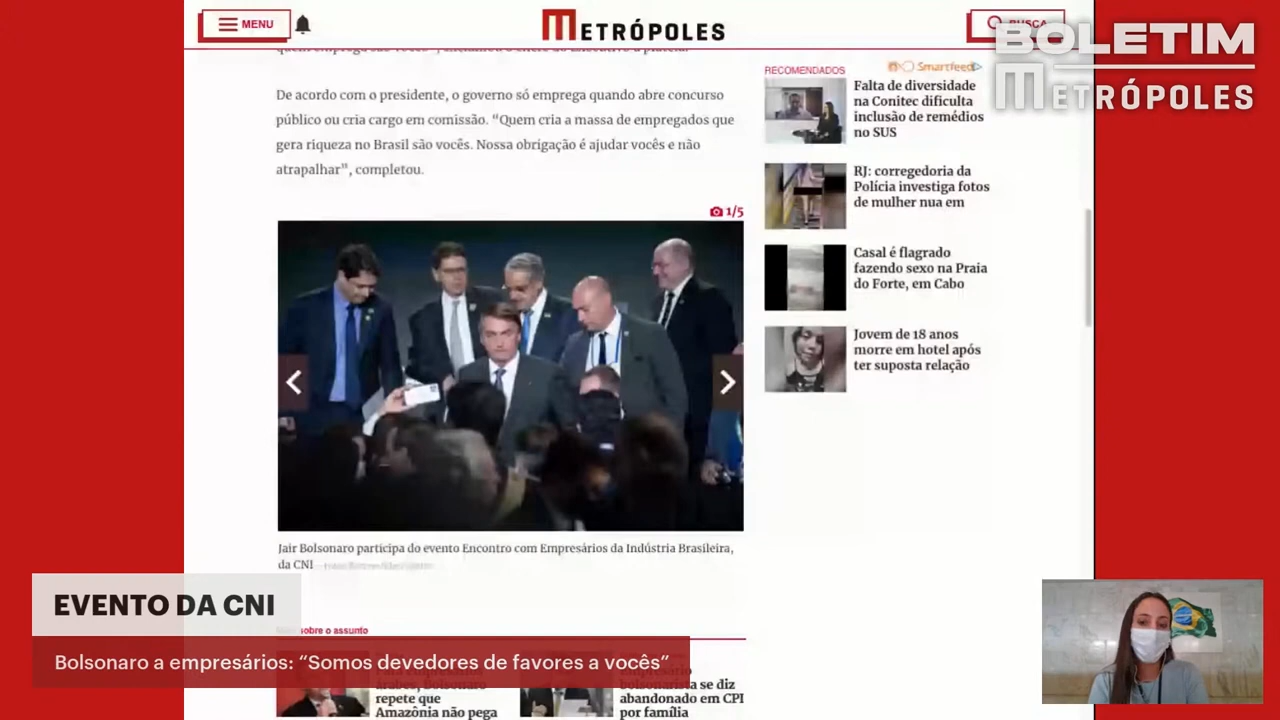 MENU
METRÓPOLES
BUSCA
BOLETIM
METRÓPOLES
De acordo com o presidente, o governo só emprega quando abre concurso
público ou cria cargo em comissão. “Quem cria a massa de empregados que
gera riqueza no Brasil são vocês. Nossa obrigação é ajudar vocês e não
atrapalhar”, completou.
1/5
Jair Bolsonaro participa do evento Encontro com Empresários da Indústria Brasileira,
da CNI
RECOMENDADOS
Smartfeed
Falta de diversidade
na Conitec dificulta
inclusão de remédios
no SUS
RJ: corregedoria da
Polícia investiga fotos
de mulher nua em
Casal é flagrado
fazendo sexo na Praia
do Forte, em Cabo
Jovem de 18 anos
morre em hotel após
ter suposta relação
sobre o assunto
árabes, Bolsonaro
repete que
Amazônia não pega
empresário
bolsonarista se diz
abandonado em CPI
por família
EVENTO DA CNI
Bolsonaro a empresários: “Somos devedores de favores a vocês”